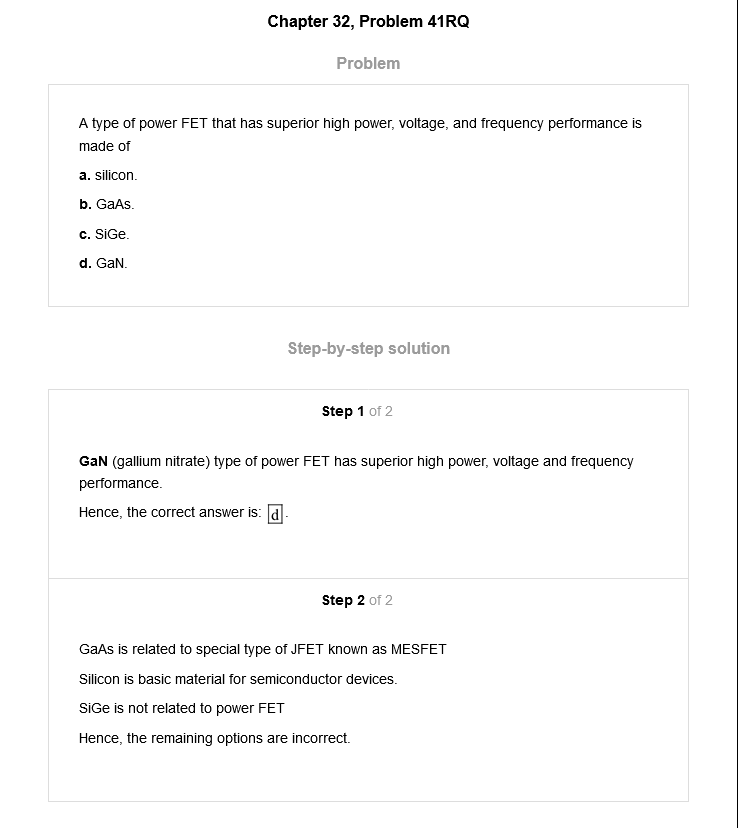 Chapter 32, Problem 41RQ
Problem
A type of power FET that has superior high power, voltage, and frequency performance is
made of
a. silicon.
b. GaAs.
c. SiGe.
d. GaN.
Step-by-step solution
Step 1 of 2
GaN (gallium nitrate) type of power FET has superior high power, voltage and frequency
performance.
Hence, the correct answer is: d.
Step 2 of 2
GaAs is related to special type of JFET known as MESFET
Silicon is basic material for semiconductor devices.
SiGe is not related to power FET
Hence, the remaining options are incorrect.